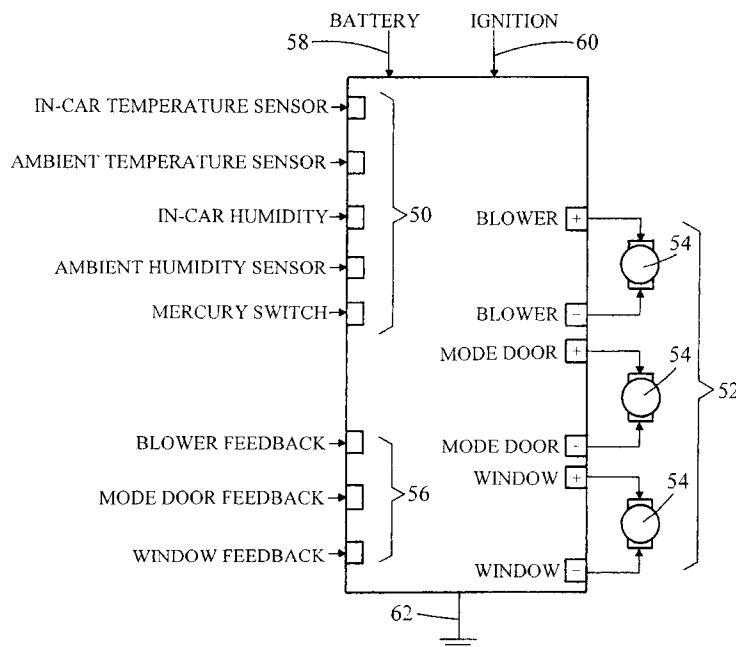 BATTERY
IGNITION
58
60
IN-CAR TEMPERATURE SENSOR
AMBIENT TEMPERATURE SENSOR
IN-CAR HUMIDITY
50
AMBIENT HUMIDITY SENSOR
MERCURY SWITCH
BLOWER +
54
BLOWER -
MODE DOOR +
54
52
MODE DOOR -
WINDOW +
54
WINDOW -
BLOWER FEEDBACK
MODE DOOR FEEDBACK
56
WINDOW FEEDBACK
62